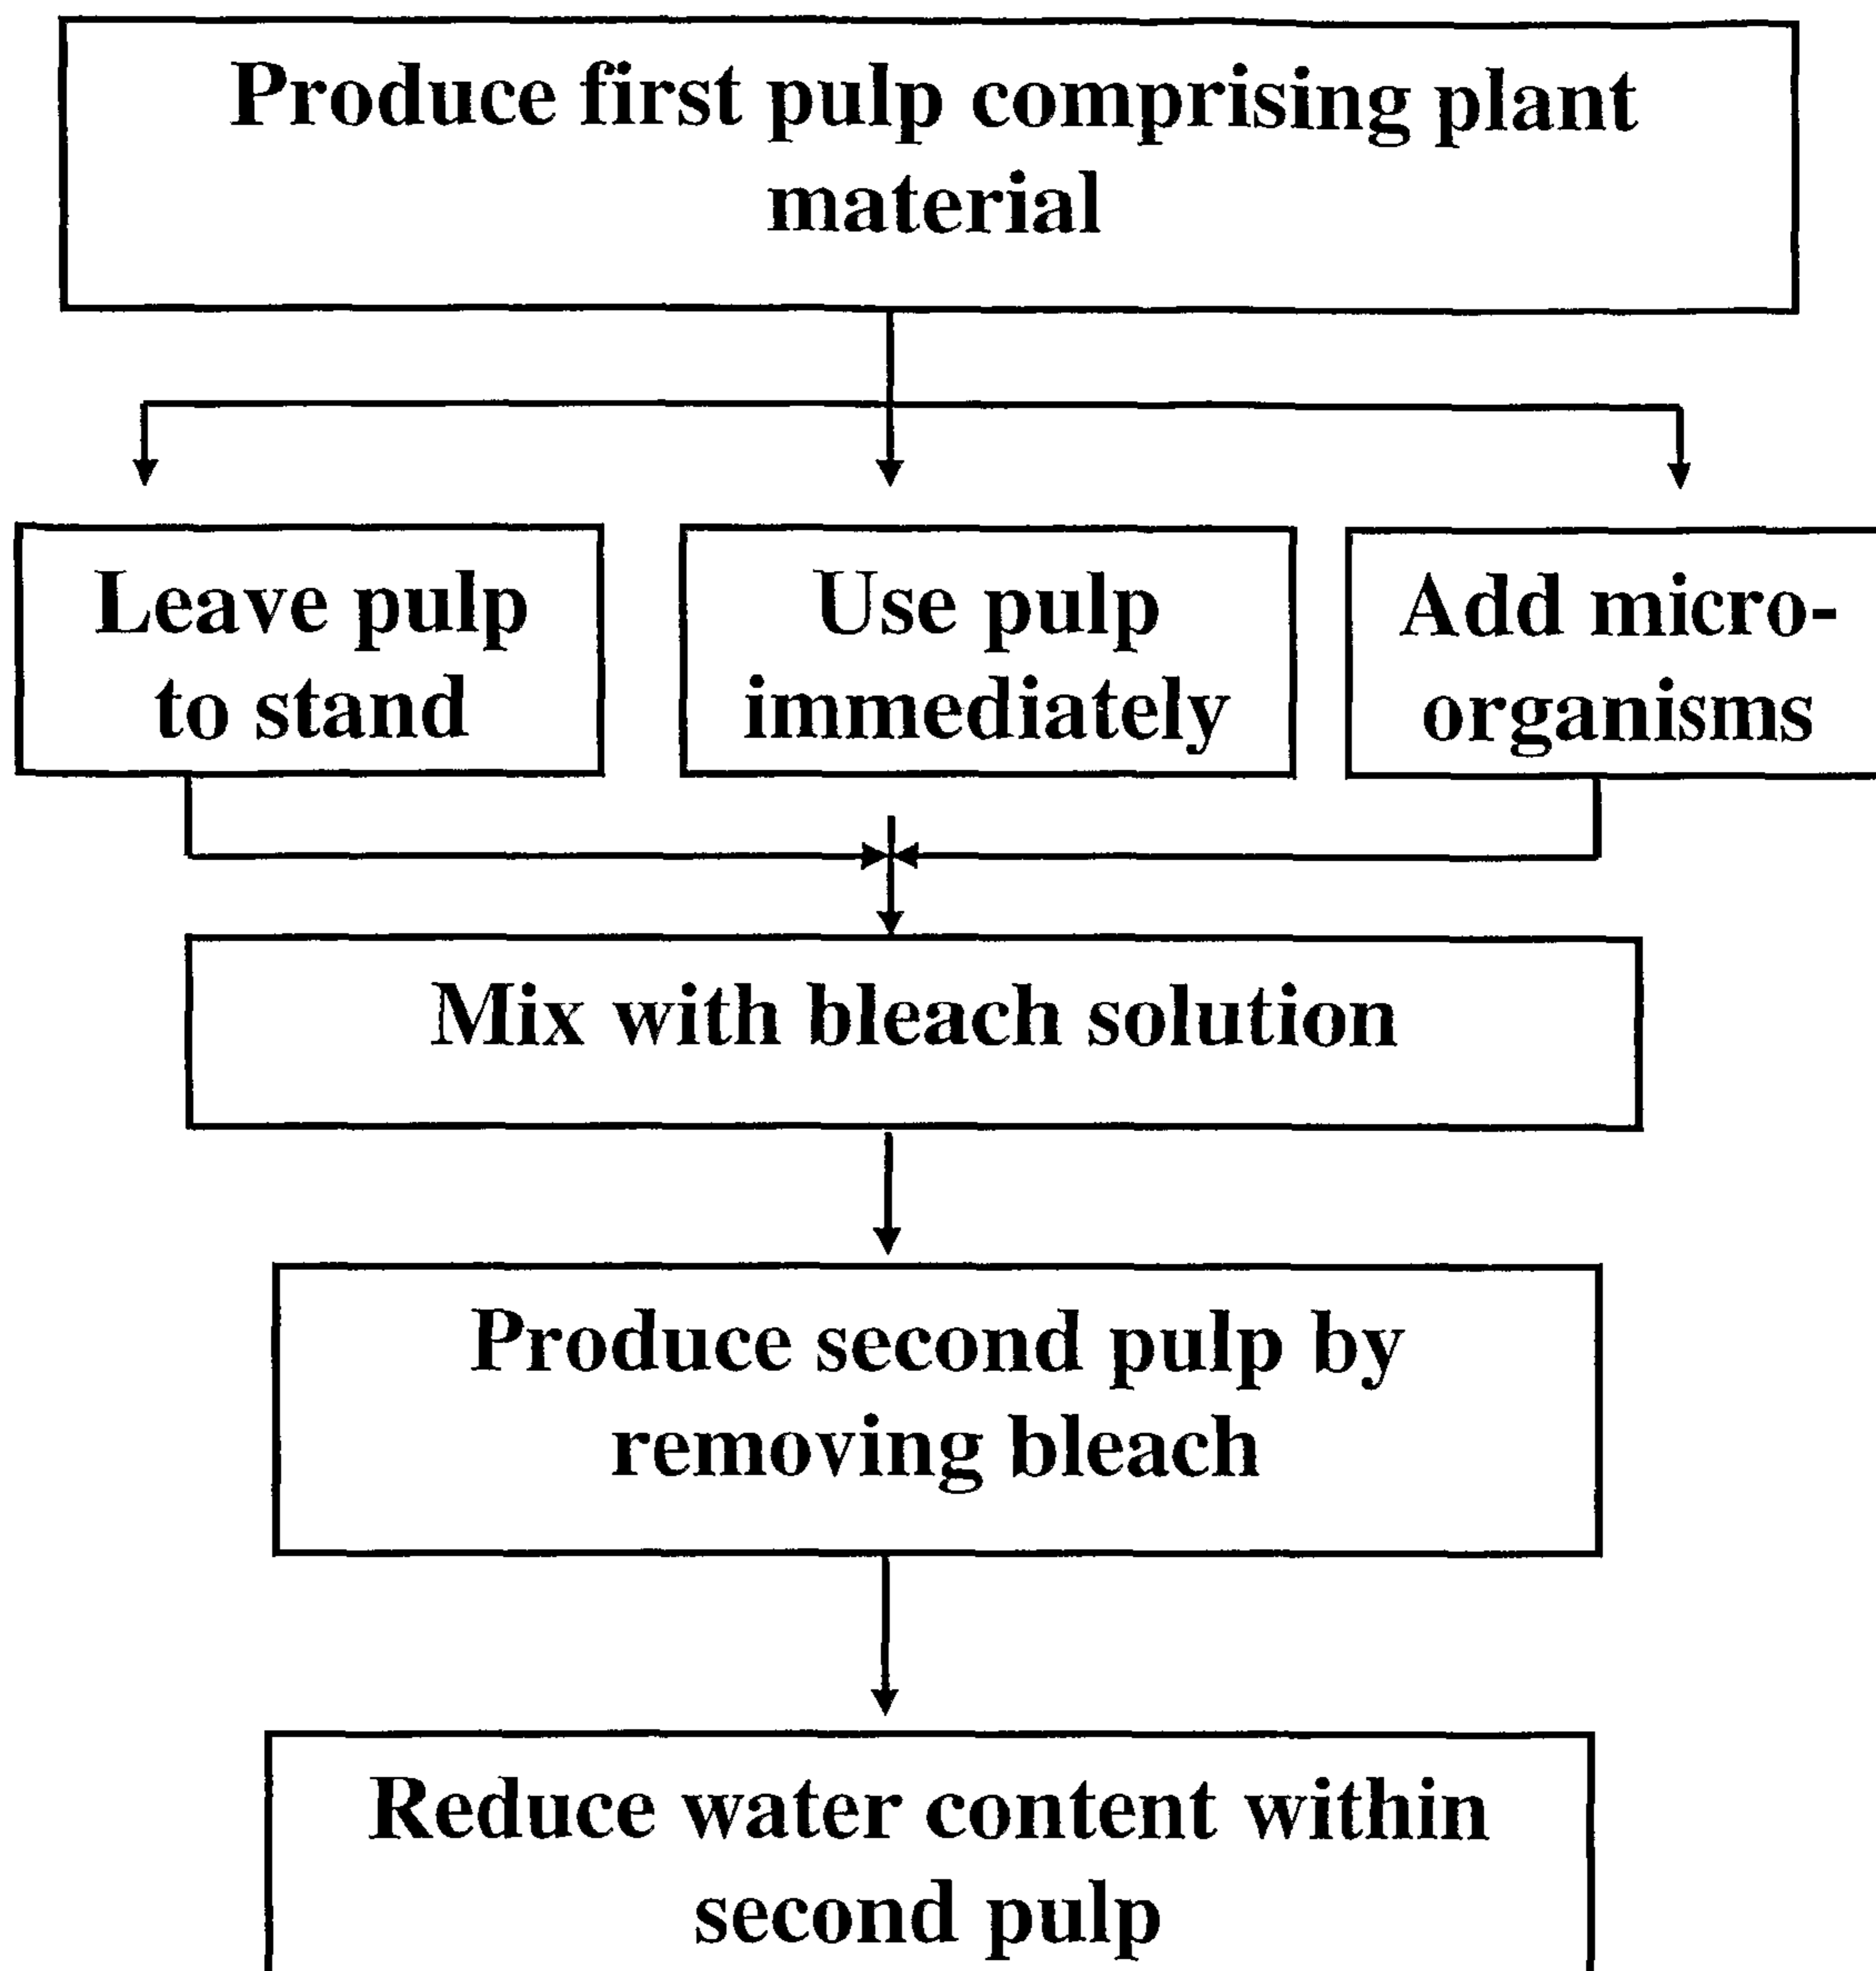 Produce first pulp comprising plant
material
Leave pulp
to stand
Use pulp
immediately
Add micro-
organisms
Mix with bleach solution
Produce second pulp by
removing bleach
Reduce water content within
second pulp